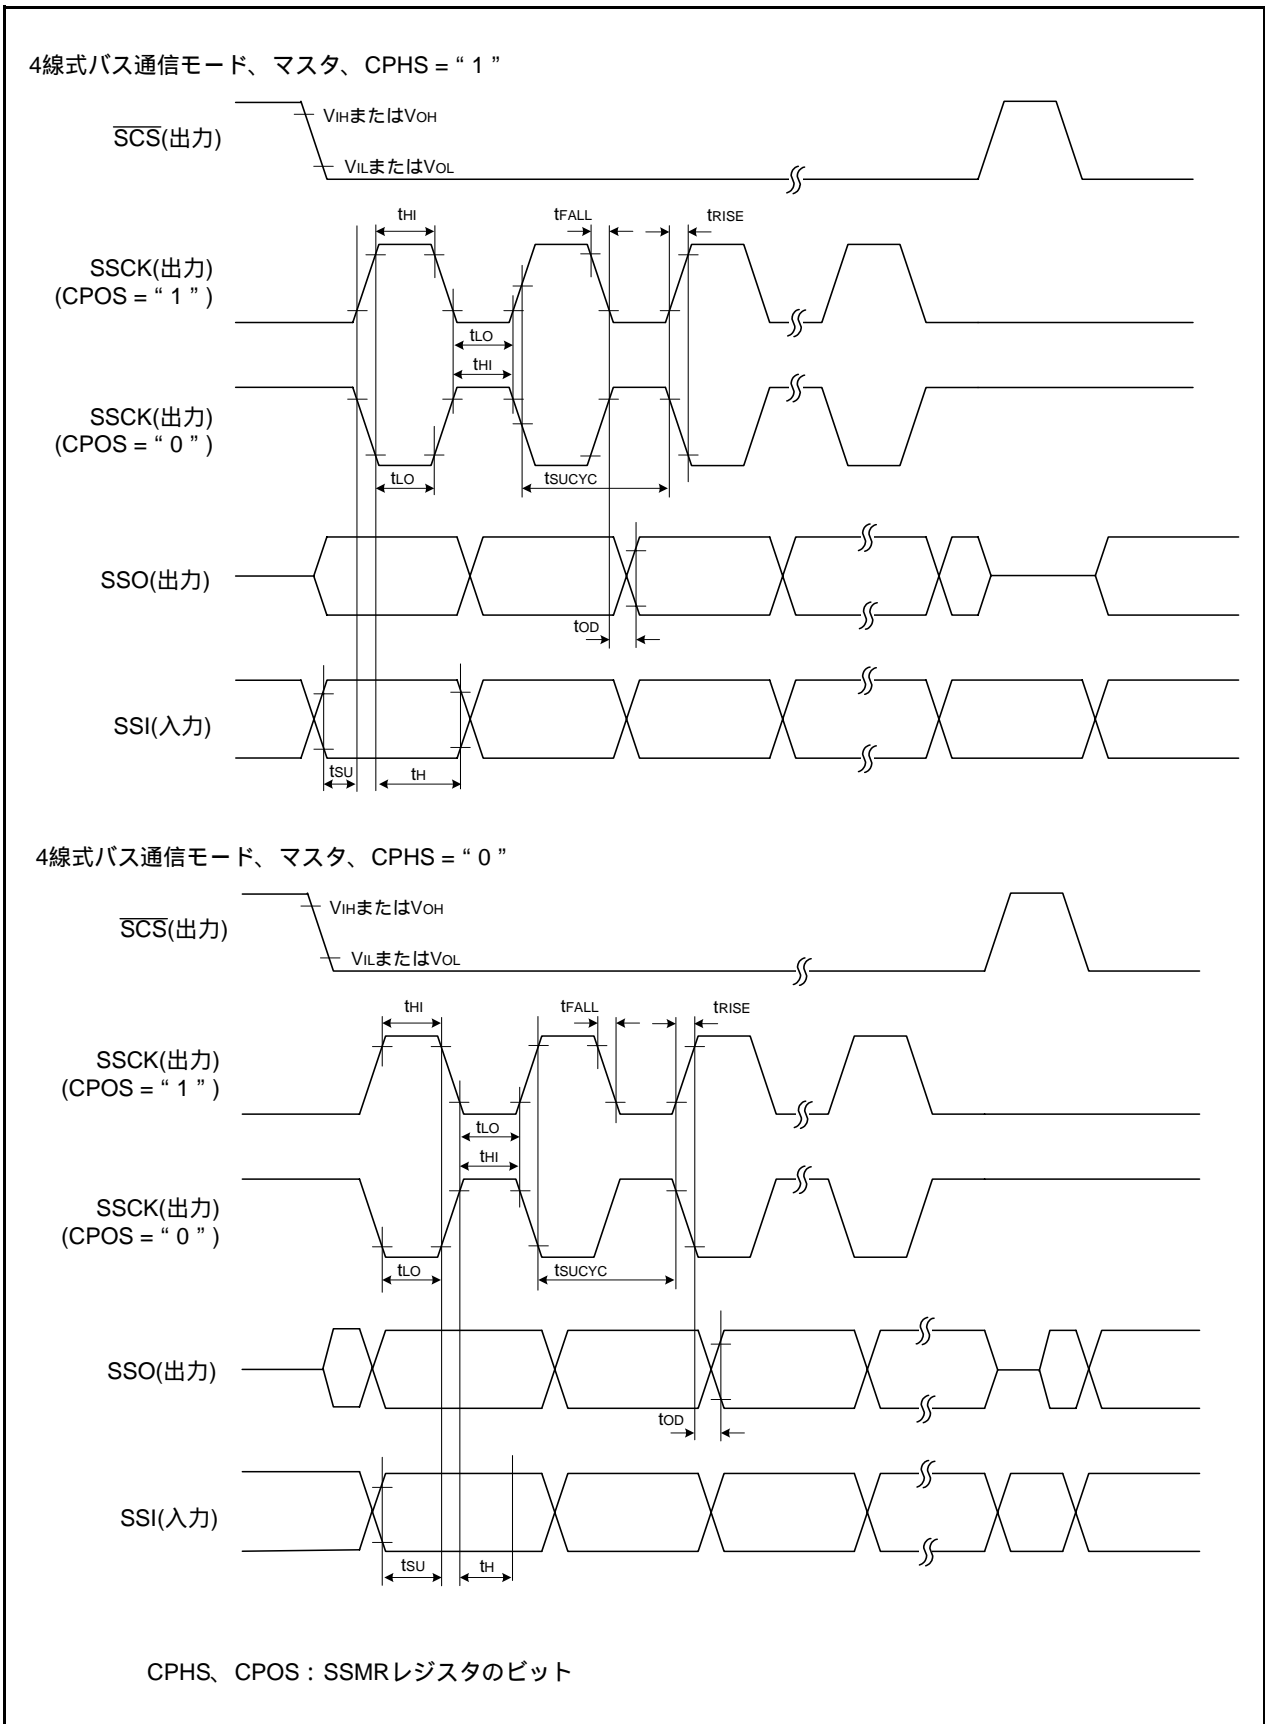 4線式バス通信モード、マスタ、CPHS = “ 1 ”
VIHまたはVOH
SCS(出力)
VILまたはVOL
tHI
tFALL
tRISE
SSCK(出力)
(CPOS = “ 1 ” )
tLO
tHI
SSCK(出力)
(CPOS = “ 0 ” )
tLO
tSUCYC
SSO(出力)
tOD
SSI(入力)
tSU
tH
4線式バス通信モード、マスタ、CPHS = “ 0 ”
VIHまたはVOH
SCS(出力)
VILまたはVOL
tHI
tFALL
tRISE
SSCK(出力)
(CPOS = “ 1 ” )
tLO
tHI
SSCK(出力)
(CPOS = “ 0 ” )
tLO
tSUCYC
SSO(出力)
tOD
SSI(入力)
tSU
tH
CPHS、CPOS：SSMRレジスタのビット